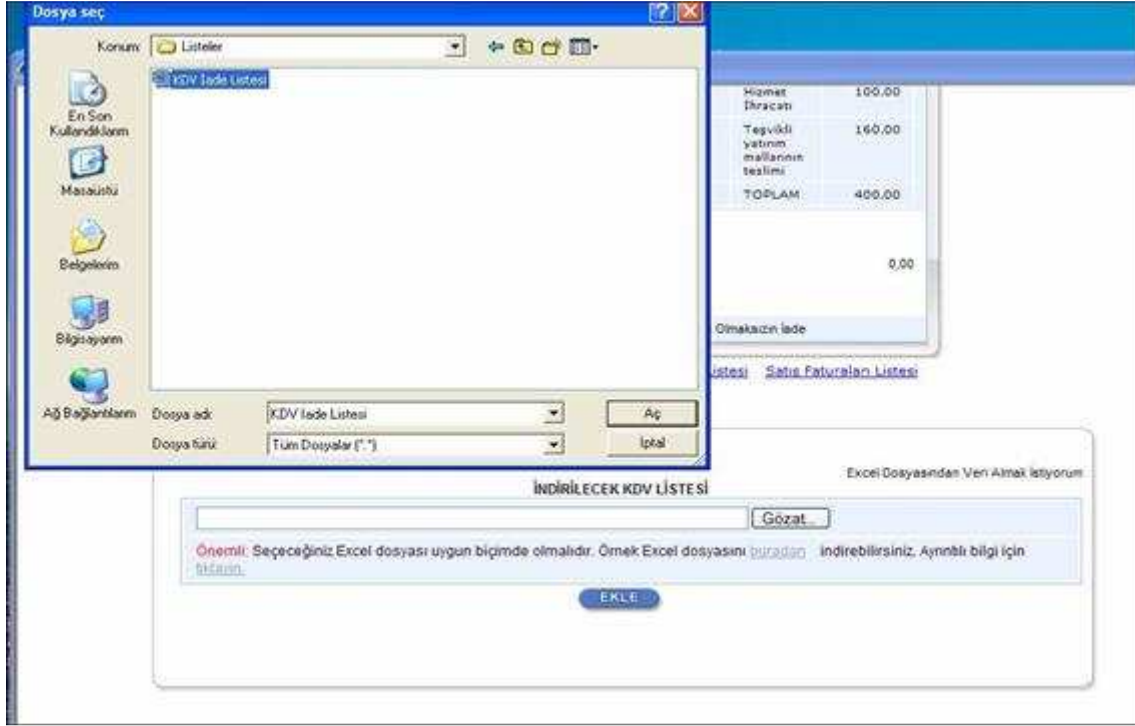 Dosya seç
Konum: Listeler
KDV İade Listesi
En Son
Kullandıklarım
Masaüstü
Belgelerim
Bilgisayarım
Ağ Bağlantılarım
Dosya adı: KDV İade Listesi Aç
Dosya türü: Tüm Dosyalar (*.*) İptal
Hizmet
İhracatı 100.00
Teşvikli
yatırım
mallarının
teslimi 160.00
TOPLAM 400.00
0,00
Olmaksızın İade
Listesi Satış Faturaları Listesi
Excel Dosyasından Veri Almak İstiyorum
İNDİRİLECEK KDV LİSTESİ
Gözat...
Önemli: Seçeceğiniz Excel dosyası uygun biçimde olmalıdır. Örnek Excel dosyasını buradan indirebilirsiniz. Ayrıntılı bilgi için
tıklayın.
EKLE